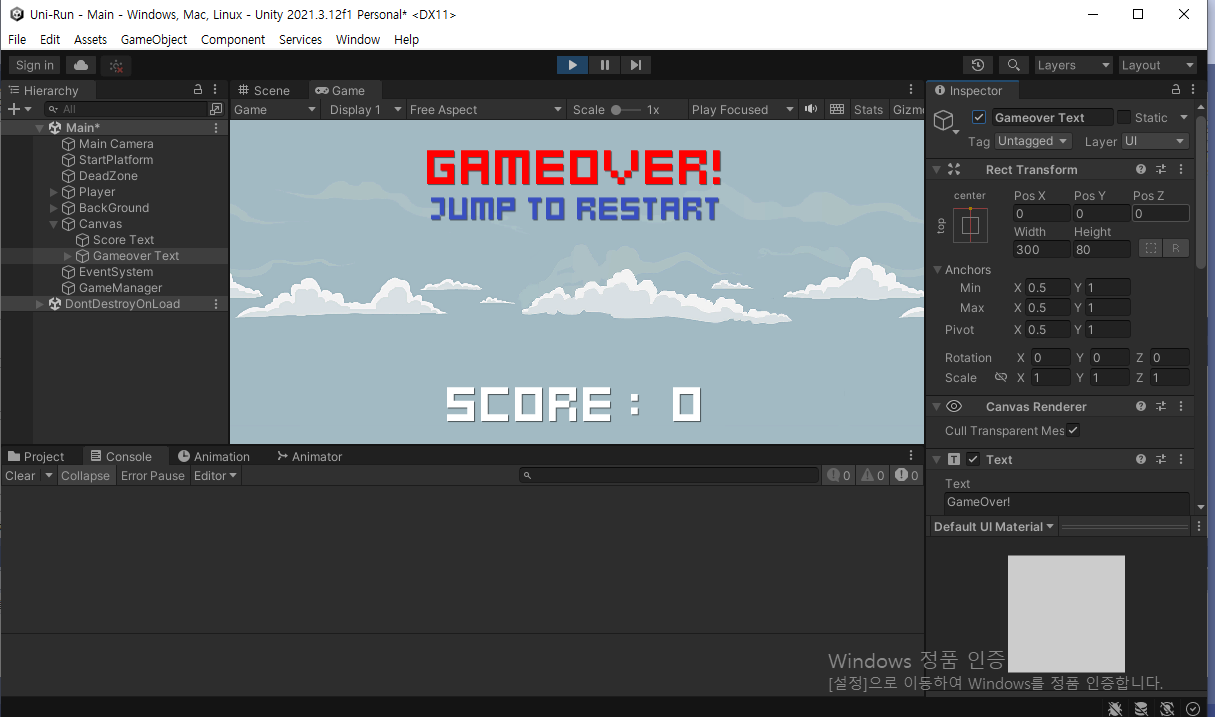 Uni-Run - Main - Windows, Mac, Linux - Unity 2021.3.12f1 Personal* <DX11>
File Edit Assets GameObject Component Services Window Help
Sign in Layers Layout
Hierarchy
All
Main*
Main Camera
StartPlatform
DeadZone
Player
BackGround
Canvas
Score Text
Gameover Text
EventSystem
GameManager
DontDestroyOnLoad
Scene Game
Game Display 1 Free Aspect Scale 1x Play Focused Stats Gizm
GAMEOVER!
JUMP TO RESTART
SCORE : 0
Project Console Animation Animator
Clear Collapse Error Pause Editor 0 0 0
Inspector
Gameover Text Static
Tag Untagged Layer UI
Rect Transform
center
top
Pos X Pos Y Pos Z
0 0 0
Width Height
300 80 R
Anchors
Min X 0.5 Y 1
Max X 0.5 Y 1
Pivot X 0.5 Y 1
Rotation X 0 Y 0 Z 0
Scale X 1 Y 1 Z 1
Canvas Renderer
Cull Transparent Mes
T Text
Text
GameOver!
Default UI Material
Windows 정품 인증
[설정]으로 이동하여 Windows를 정품 인증합니다.